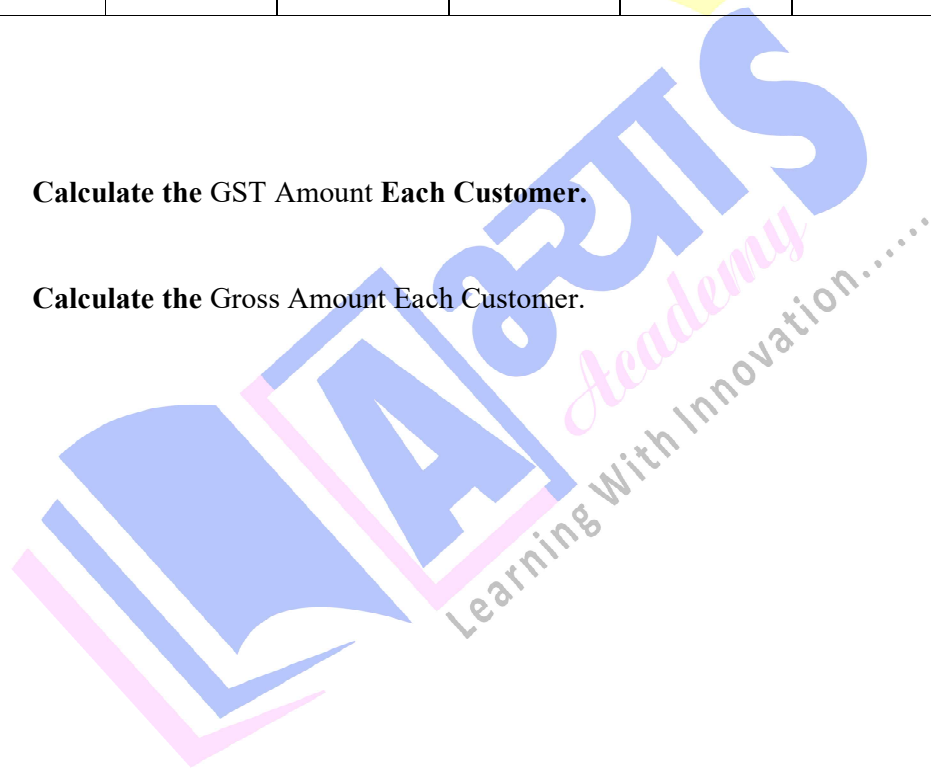 Calculate the GST Amount Each Customer.
Calculate the Gross Amount Each Customer.
A
भ्याS
Academy
Learning With Innovation......